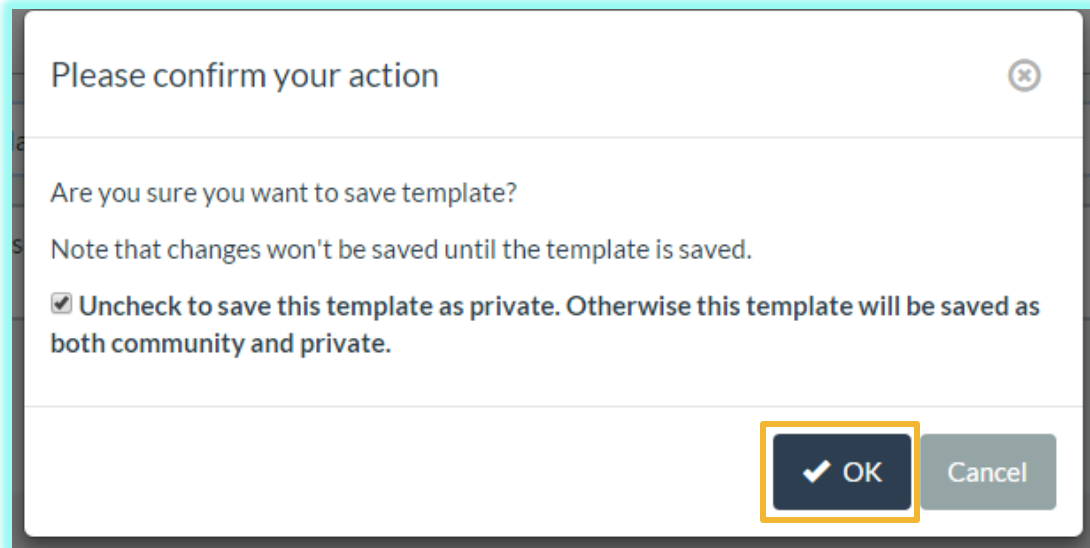 Please confirm your action
Are you sure you want to save template?
Note that changes won't be saved until the template is saved.
Uncheck to save this template as private. Otherwise this template will be saved as
both community and private.
OK
Cancel